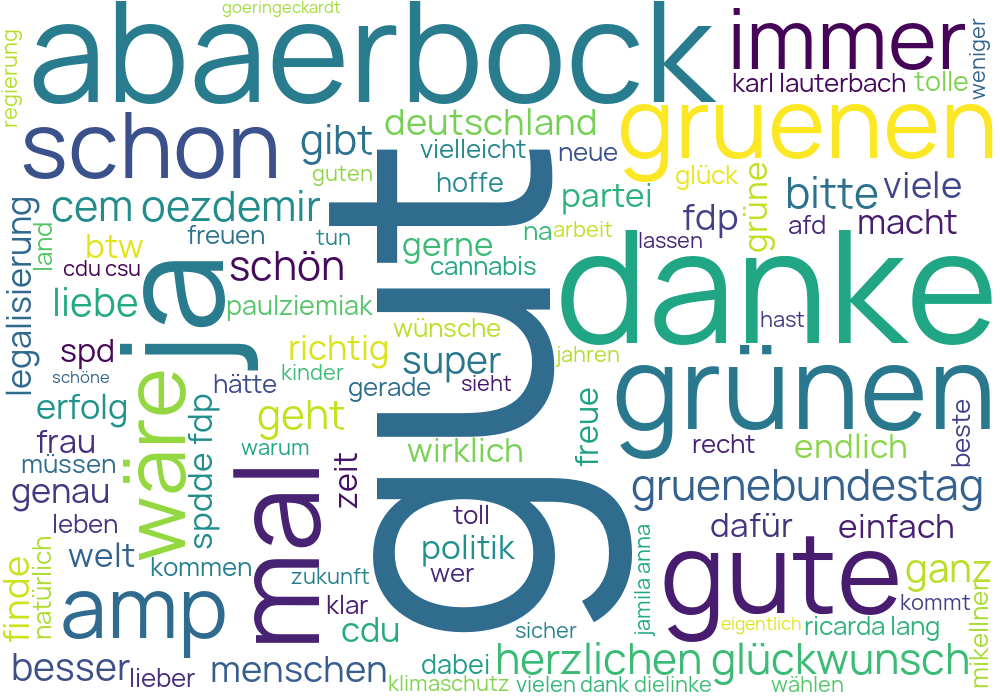 goeringeckardt
abaerbock
immer
weniger
regierung
karl lauterbach
tolle
schon
gibt
deutschland
gruenen
vielleicht
neue
guten
hoffe
partei
glück
grüne
bitte
viele
gut
cem oezdemir
legalisierung
land
freuen
tun
gerne
na
arbeit
fdp
afd
macht
lassen
btw
cdu csu
ja
schön
cannabis
danke
liebe
paulziemiak
wünsche
hast
spd
richtig
super
jahren
schöne
wäre
hätte
kinder
gerade
sieht
grünen
erfolg
spdde fdp
geht
freue
beste
frau
warum
wirklich
recht
endlich
müssen
mal
zeit
genau
gruenebundestag
leben
toll
dafür
einfach
welt
politik
jamila anna
gute
finde
natürlich
kommen
zukunft
wer
ganz
amp
klar
kommt
cdu
sicher
eigentlich
ricarda lang
mikellnen
besser
lieber
menschen
dabei
herzlichen glückwunsch
klimaschutz
vielen dank
dielinke
wählen